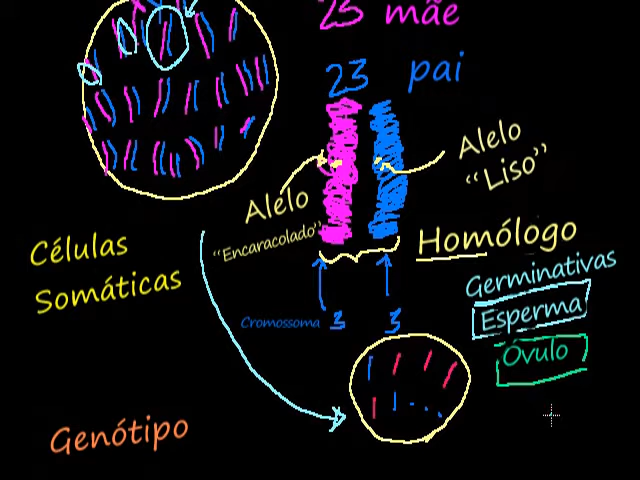 23 mãe
23 pai
Alelo
"Liso"
Alelo
"Encaracolado"
Homólogo
Células
Somáticas
Germinativas
Esperma
Cromossoma 3 3
Óvulo
Genótipo